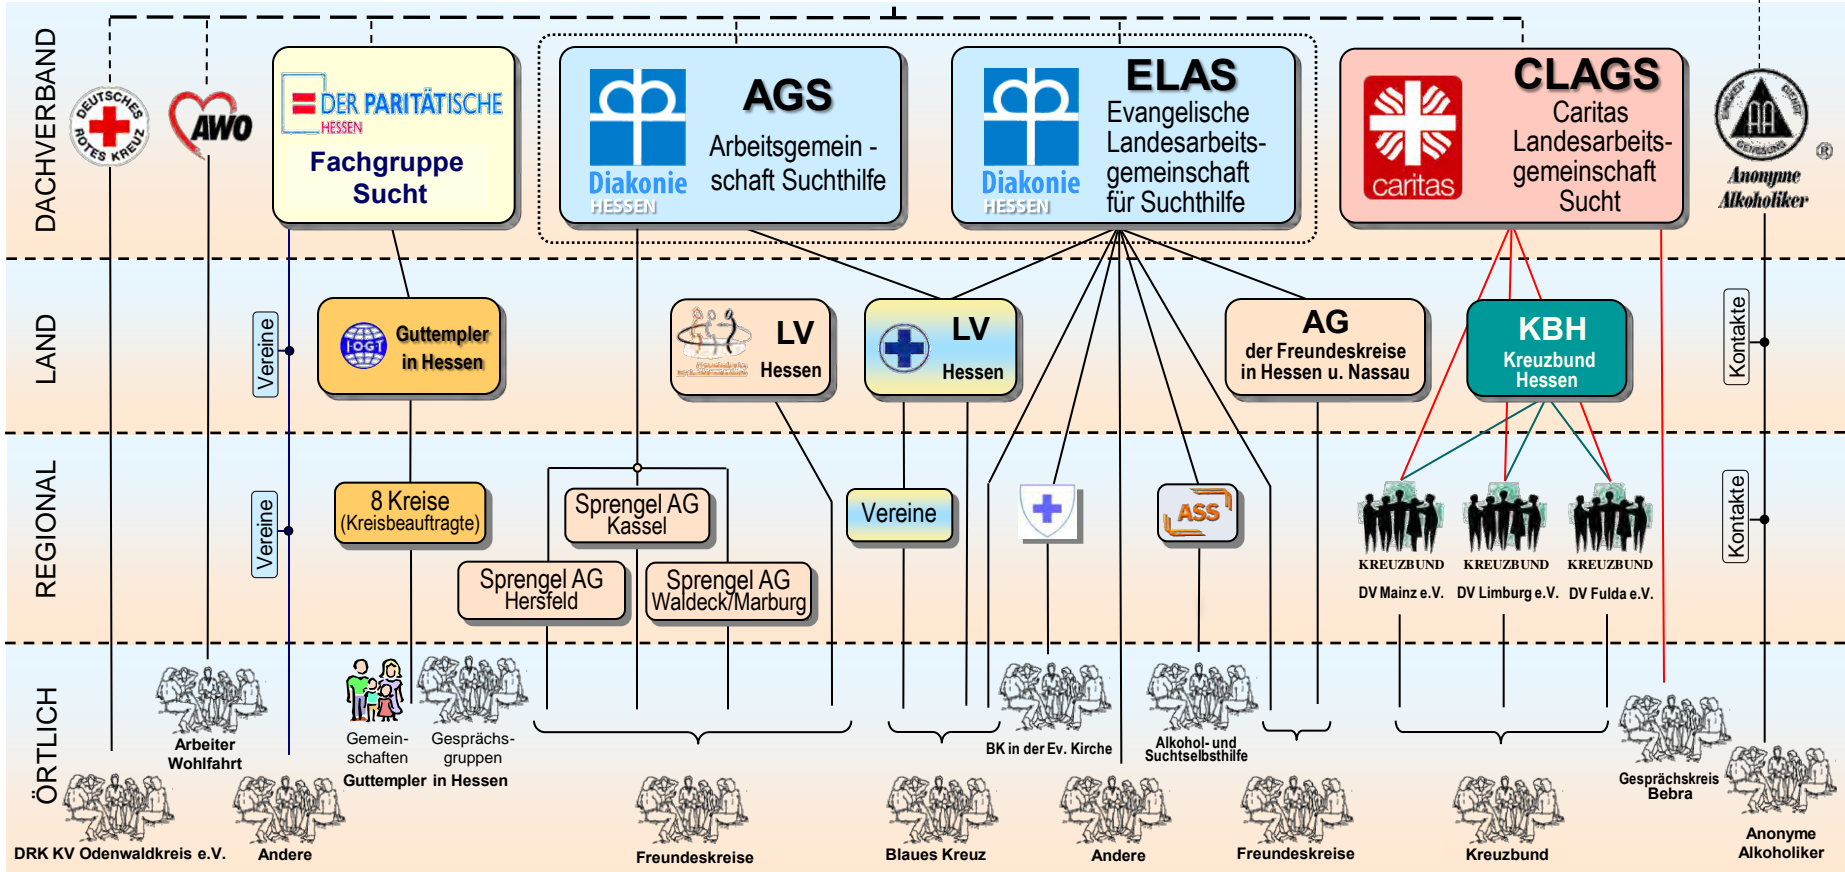 DACHVERBAND
DEUTSCHES
ROTES KREUZ
AWO
DER PARITÄTISCHE
HESSEN
Fachgruppe
Sucht
Diakonie
HESSEN
AGS
Arbeitsgemein -
schaft Suchthilfe
Diakonie
HESSEN
ELAS
Evangelische
Landesarbeits-
gemeinschaft
für Suchthilfe
caritas
CLAGS
Caritas
Landesarbeits-
gemeinschaft
Sucht
AA
EINHEIT DIENST
GENESUNG
®
Anonyme
Alkoholiker
LAND
Vereine
IOGT
Guttempler
in Hessen
LV
Hessen
LV
Hessen
AG
der Freundeskreise
in Hessen u. Nassau
KBH
Kreuzbund
Hessen
Kontakte
REGIONAL
Vereine
8 Kreise
(Kreisbeauftragte)
Sprengel AG
Kassel
Sprengel AG
Hersfeld
Sprengel AG
Waldeck/Marburg
Vereine
ASS
KREUZBUND
DV Mainz e.V.
KREUZBUND
DV Limburg e.V.
KREUZBUND
DV Fulda e.V.
Kontakte
ÖRTLICH
DRK KV Odenwaldkreis e.V.
Arbeiter
Wohlfahrt
Andere
Gemein-
schaften
Gesprächs-
gruppen
Guttempler in Hessen
Freundeskreise
Blaues Kreuz
BK in der Ev. Kirche
Andere
Alkohol- und
Suchtselbsthilfe
Freundeskreise
Kreuzbund
Gesprächskreis
Bebra
Anonyme
Alkoholiker